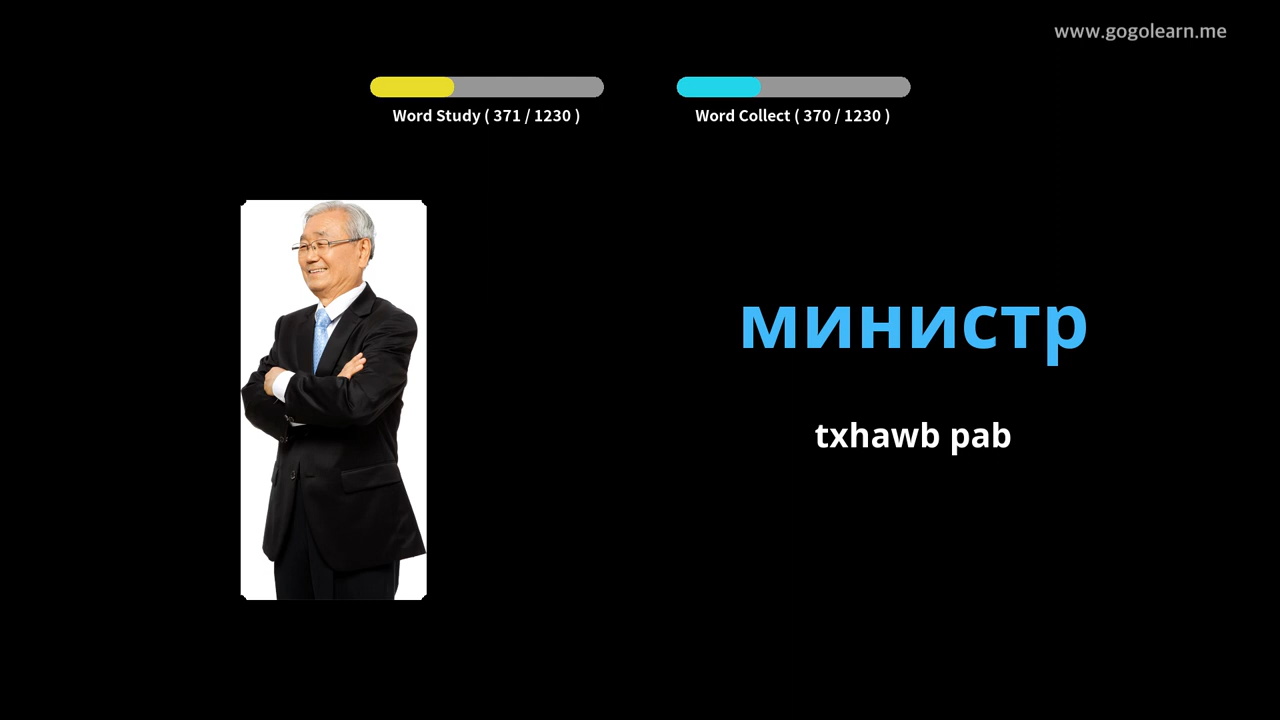 www.gogolearn.me
Word Study ( 371 / 1230 )
Word Collect ( 370 / 1230 )
министр
txhawb pab